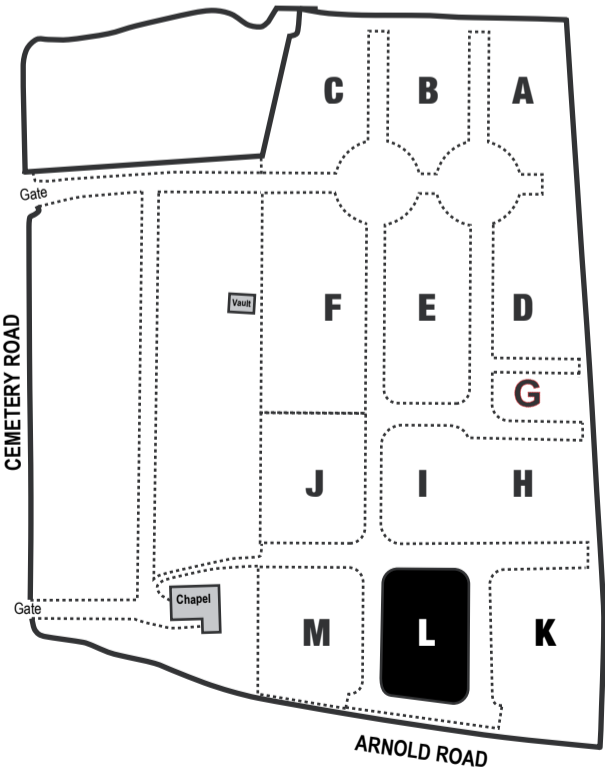 C B A
Gate
Vault
F E D
G
CEMETERY ROAD
J I H
Chapel
Gate
M L K
ARNOLD ROAD